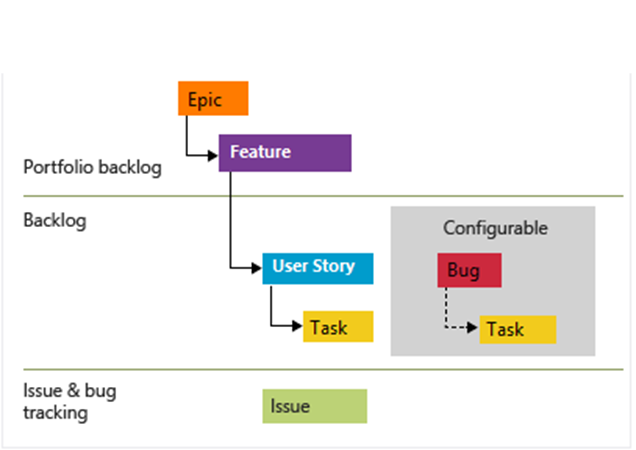 Epic
Feature
Portfolio backlog
Backlog
Configurable
User Story
Bug
Task
Task
Issue & bug
tracking
Issue